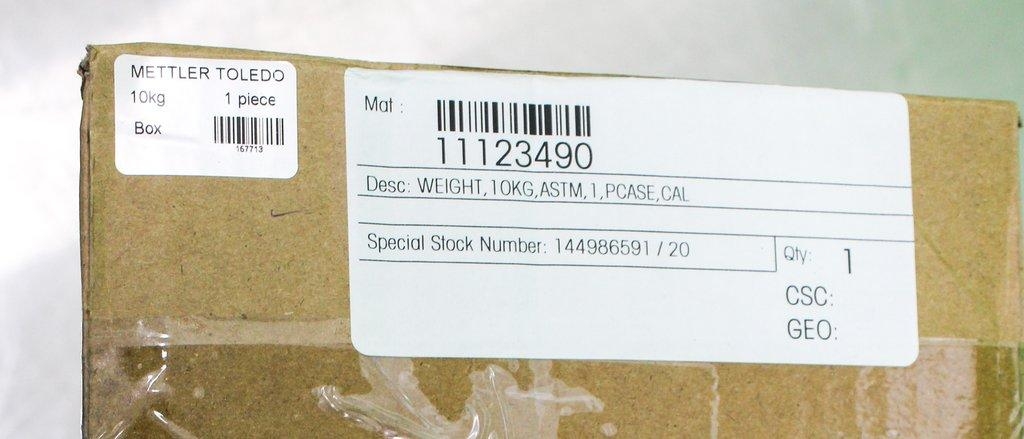 METTLER TOLEDO
10kg 1 piece
Box
167713
Mat :
11123490
Desc: WEIGHT,10KG,ASTM,1,PCASE,CAL
Special Stock Number: 144986591 / 20
Qty: 1
CSC:
GEO: